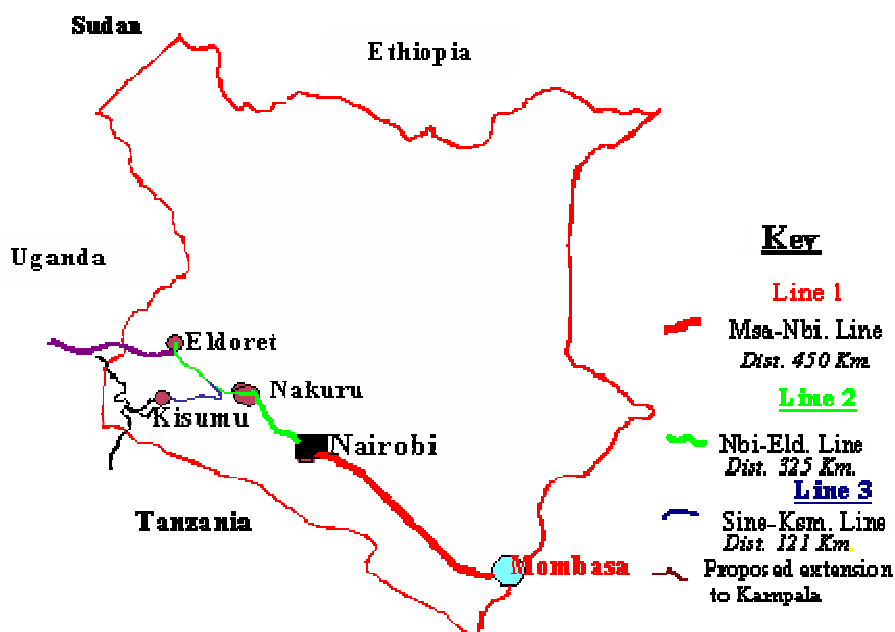 Sudan
Ethiopia
Uganda
Eldoret
Nakuru
Kisumu
Nairobi
Tanzania
Mombasa
Key
Line 1
Msa-Nbi. Line
Dist. 450 Km
Line 2
Nbi-Eld. Line
Dist. 325 Km.
Line 3
Sine-Ksm. Line
Dist. 121 Km.
Proposed extension
to Kampala